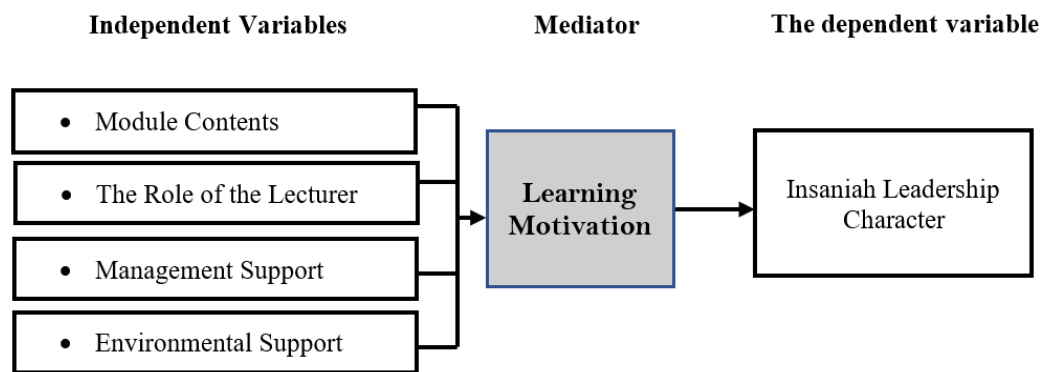 Independent Variables
Mediator
The dependent variable
• Module Contents
• The Role of the Lecturer
• Management Support
• Environmental Support
Learning
Motivation
Insaniah Leadership
Character